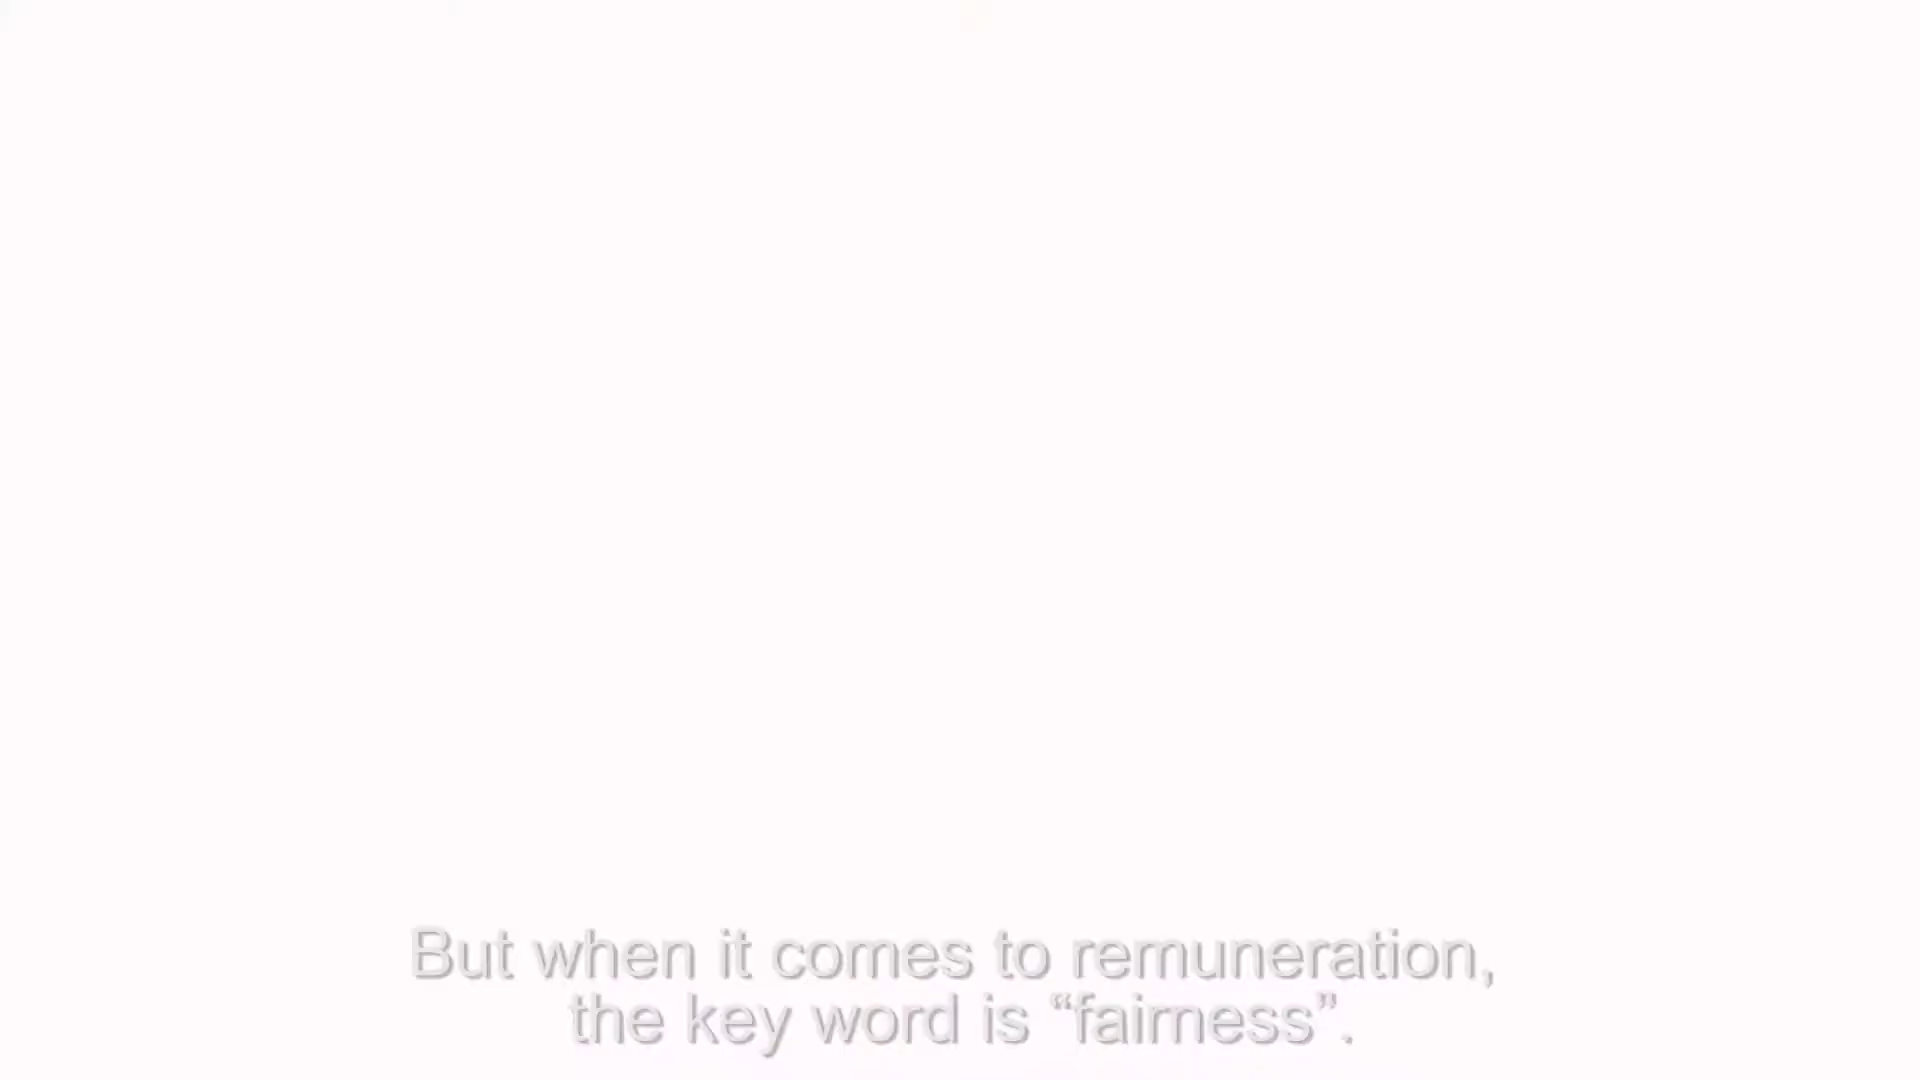 But when it comes to remuneration,
the key word is “fairness”.